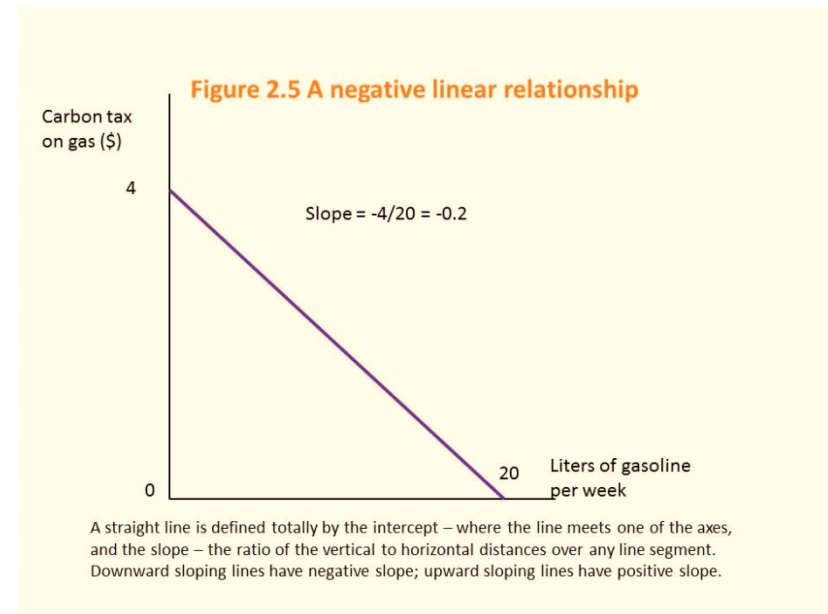 Figure 2.5 A negative linear relationship
Carbon tax
on gas ($)
4
Slope = -4/20 = -0.2
20
Liters of gasoline
per week
0
A straight line is defined totally by the intercept – where the line meets one of the axes,
and the slope – the ratio of the vertical to horizontal distances over any line segment.
Downward sloping lines have negative slope; upward sloping lines have positive slope.